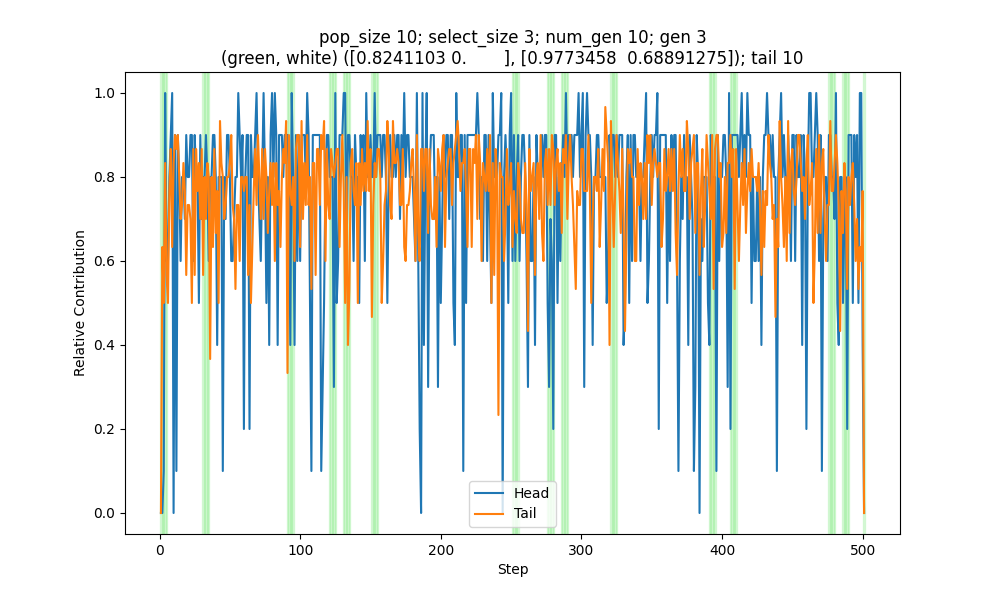 pop_size 10; select_size 3; num_gen 10; gen 3
(green, white) ([0.8241103 0.       ], [0.9773458  0.68891275]); tail 10
Relative Contribution
1.0
0.8
0.6
0.4
0.2
0.0
Head
Tail
0
100
200
300
400
500
Step